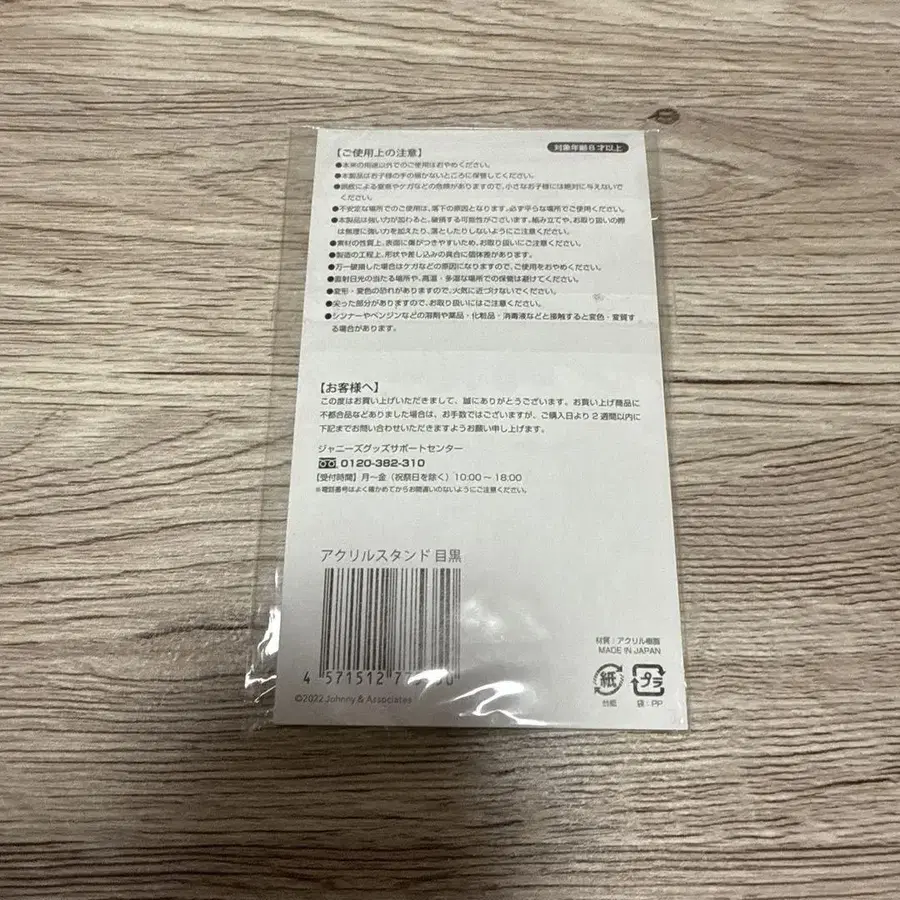 【ご使用上の注意】
対象年齢6才以上
●本来の用途以外でのご使用はおやめください。
●本製品はお子様の手の届かないところに保管してください。
●誤飲による窒息やケガなどの危険がありますので、小さなお子様には絶対に与えないで
ください。
●不安定な場所でのご使用は、落下の原因となります。必ず平らな場所でご使用ください。
●本製品は強い力が加わると、破損する可能性がございます。組み立てや、お取り扱いの際
は無理に強い力を加えたり、落としたりしないようにご注意ください。
●素材の性質上、表面に傷がつきやすいため、お取り扱いにご注意ください。
●製造の工程上、形状や差し込みの具合に個体差があります。
●万一破損した場合はケガなどの原因になりますので、ご使用をおやめください。
●直射日光の当たる場所や、高温・多湿な場所での保管は避けてください。
●変形・変色の恐れがありますので、火気に近づけないでください。
●尖った部分がありますので、お取り扱いにはご注意ください。
●シンナーやベンジンなどの溶剤や薬品・化粧品・消毒液などと接触すると変色・変質す
る場合があります。
【お客様へ】
この度はお買い上げいただきまして、誠にありがとうございます。お買い上げ商品に
不都合品などありました場合は、お手数ではございますが、ご購入日より2週間以内に
下記までお問い合わせいただきますようお願い申し上げます。
ジャニーズグッズサポートセンター
0120-382-310
【受付時間】月〜金（祝祭日を除く）10:00〜18:00
※電話番号はよく確かめてからお間違いのないようにご注意ください。
アクリルスタンド 目黒
4 571512
©2022 Johnny & Associates
材質：アクリル樹脂
MADE IN JAPAN
紙 プラ
台紙 袋：PP